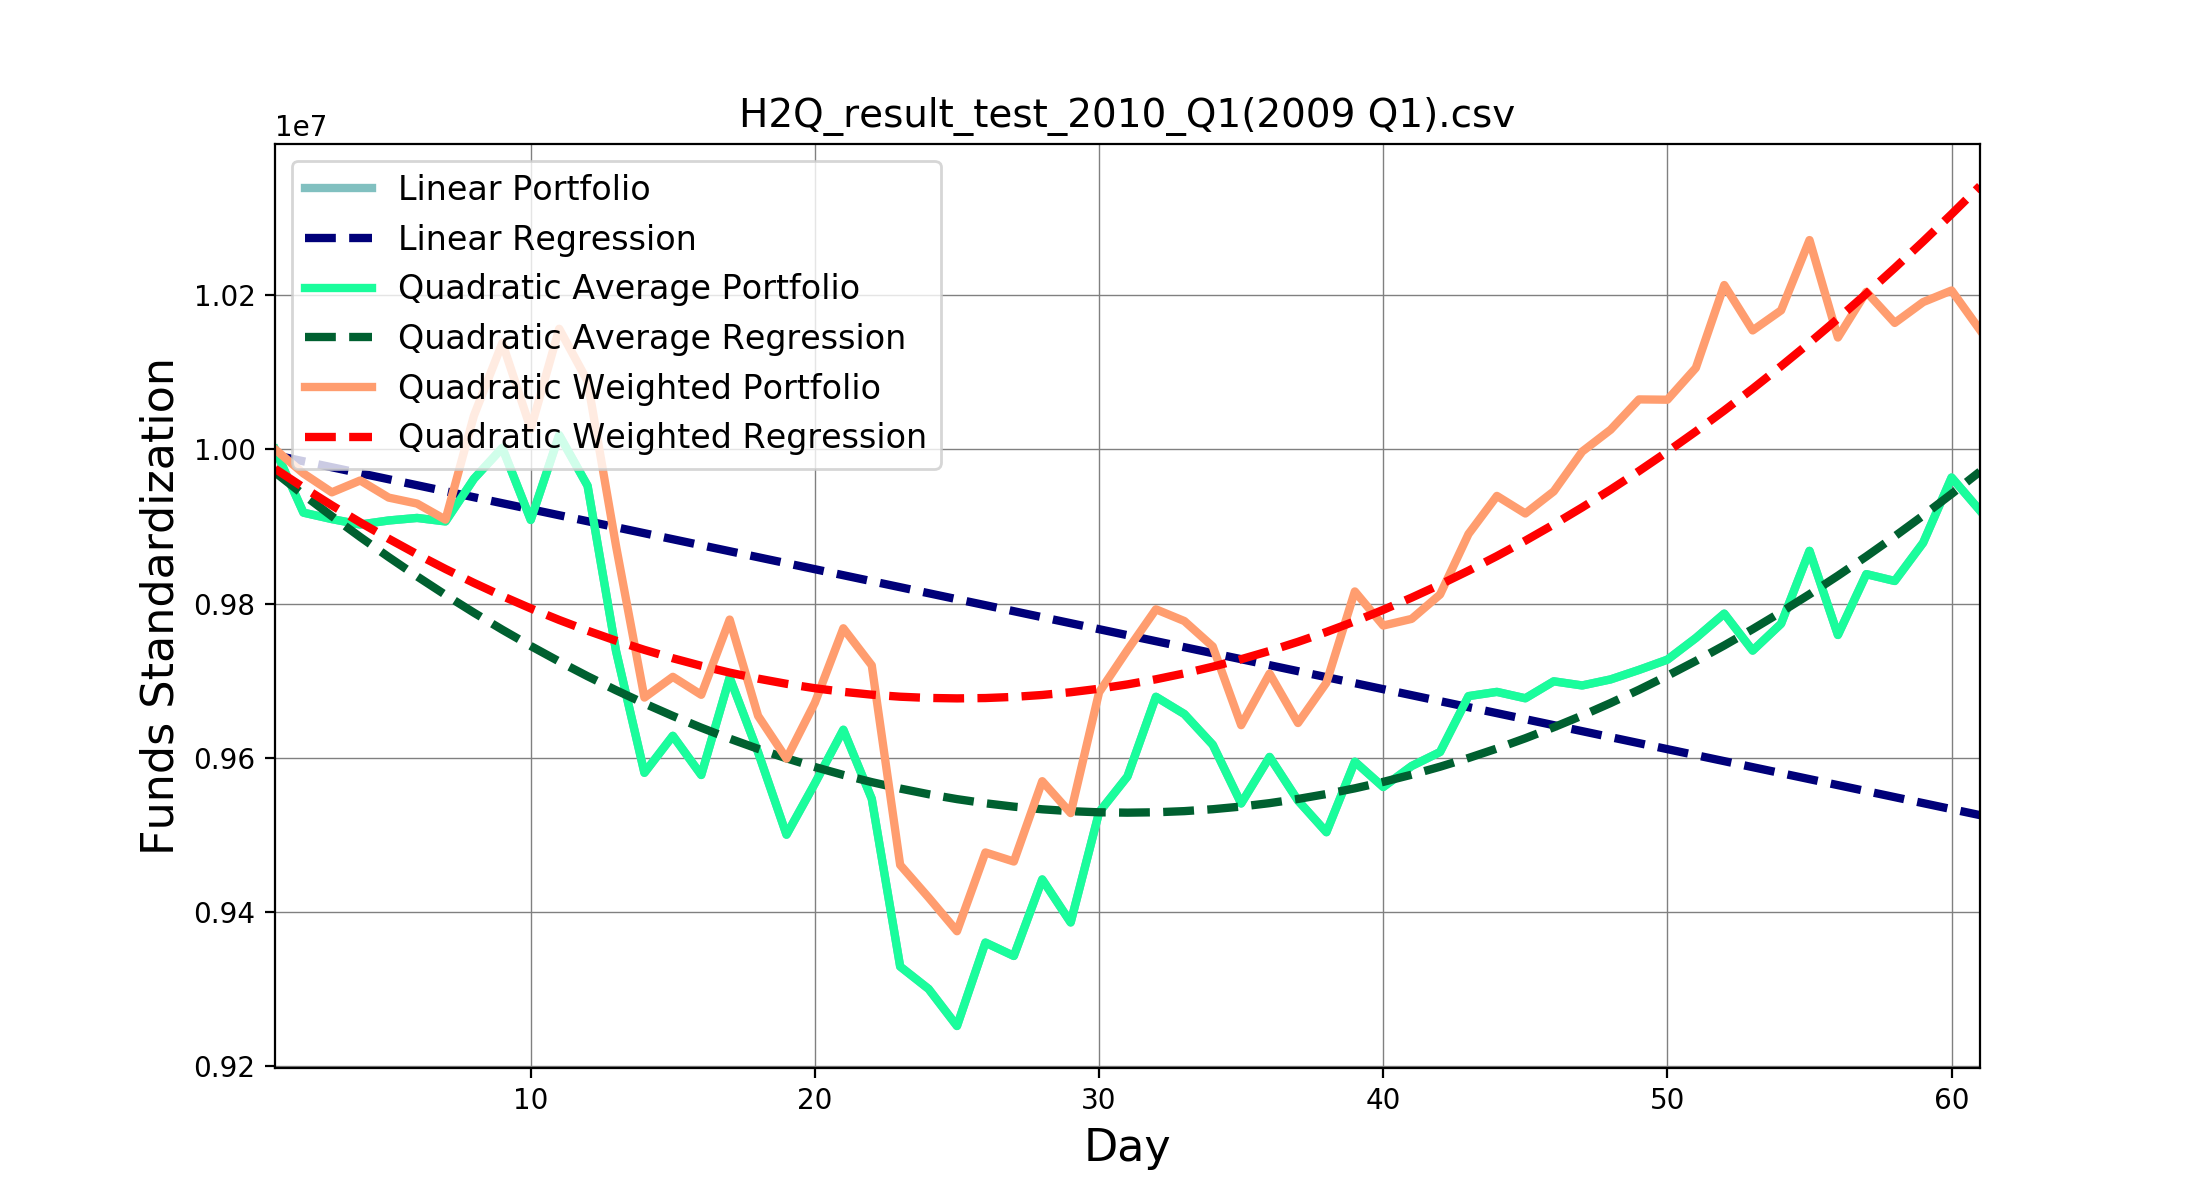 H2Q_result_test_2010_Q1(2009 Q1).csv
1e7
Linear Portfolio
Linear Regression
Quadratic Average Portfolio
Quadratic Average Regression
Quadratic Weighted Portfolio
Quadratic Weighted Regression
1.02
1.00
0.98
0.96
0.94
0.92
Funds Standardization
10 20 30 40 50 60
Day